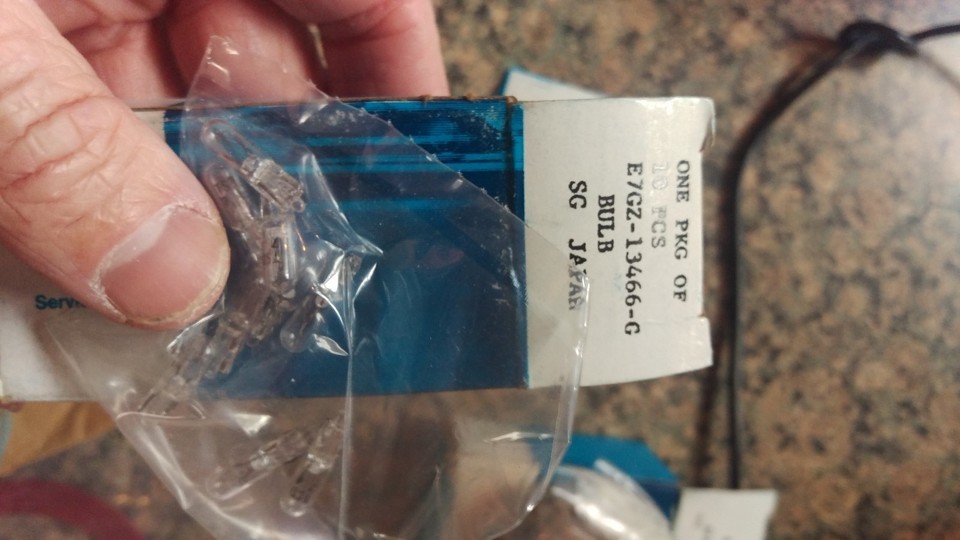 ONE PKG OF
10 PCS
E7GZ-13466-G
BULB
SG JAPAN